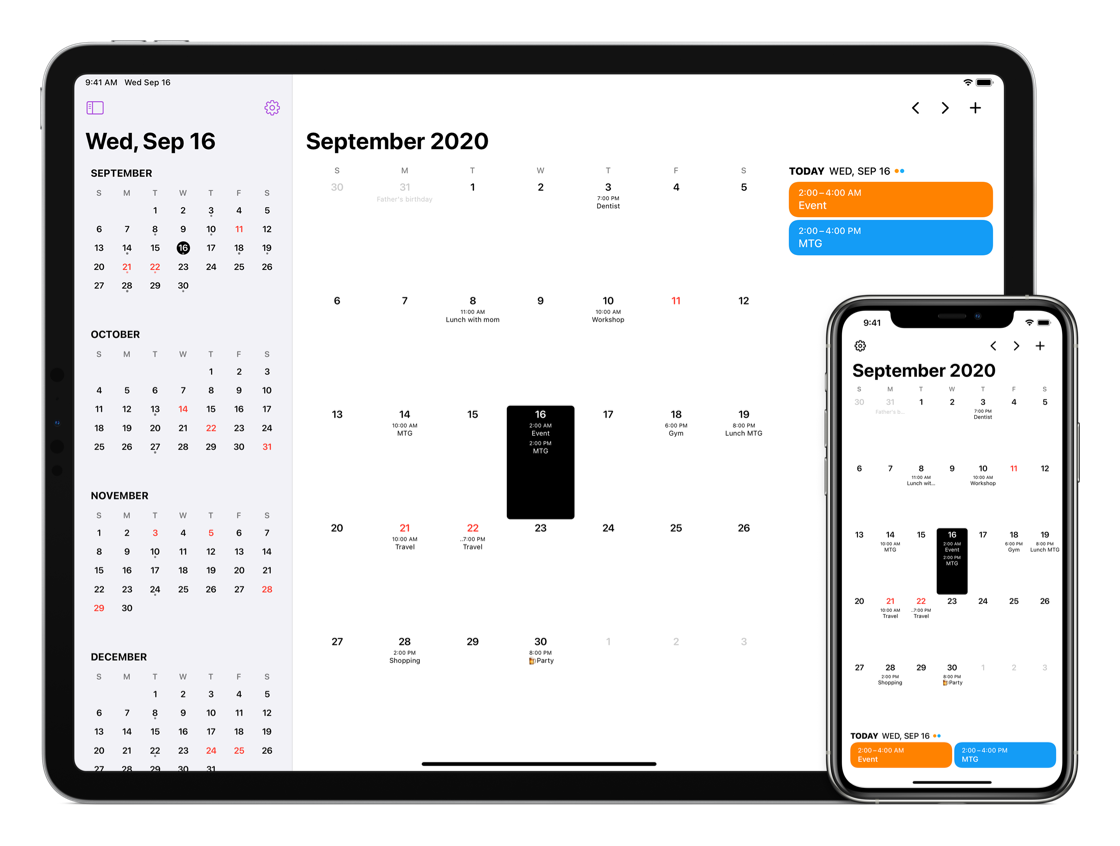 9:41 AM Wed Sep 16
Wed, Sep 16
SEPTEMBER
S M T W T F S
1 2 3 4 5
6 7 8 9 10 11 12
13 14 15 16 17 18 19
20 21 22 23 24 25 26
27 28 29 30
OCTOBER
S M T W T F S
1 2 3
4 5 6 7 8 9 10
11 12 13 14 15 16 17
18 19 20 21 22 23 24
25 26 27 28 29 30 31
NOVEMBER
S M T W T F S
1 2 3 4 5 6 7
8 9 10 11 12 13 14
15 16 17 18 19 20 21
22 23 24 25 26 27 28
29 30
DECEMBER
S M T W T F S
1 2 3 4 5
6 7 8 9 10 11 12
13 14 15 16 17 18 19
20 21 22 23 24 25 26
27 28 29 30 31
September 2020
S M T W T F S
30 31 1 2 3 4 5
Father's birthday
7:00 PM
Dentist
6 7 8 9 10 11 12
11:00 AM 10:00 AM
Lunch with mom Workshop
13 14 15 16 17 18 19
10:00 AM 2:00 AM 6:00 PM 8:00 PM
MTG Event Gym Lunch MTG
2:00 PM
MTG
20 21 22 23 24 25 26
10:00 AM ..7:00 PM
Travel Travel
27 28 29 30 1 2 3
2:00 PM 8:00 PM
Shopping 🍻Party
TODAY WED, SEP 16
2:00–4:00 AM
Event
2:00–4:00 PM
MTG
9:41
September 2020
S M T W T F S
30 31 1 2 3 4 5
Father's b...
7:00 PM
Dentist
6 7 8 9 10 11 12
11:00 AM 10:00 AM
Lunch wit... Workshop
13 14 15 16 17 18 19
10:00 AM 2:00 AM 6:00 PM 8:00 PM
MTG Event Gym Lunch MTG
2:00 PM
MTG
20 21 22 23 24 25 26
10:00 AM ..7:00 PM
Travel Travel
27 28 29 30 1 2 3
2:00 PM 8:00 PM
Shopping 🍻Party
TODAY WED, SEP 16
2:00–4:00 AM 2:00–4:00 PM
Event MTG